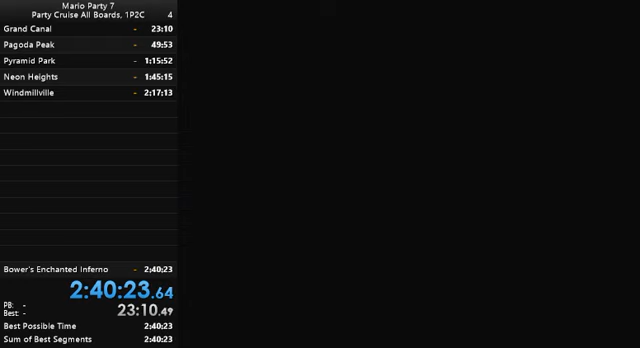 Mario Party 7
Party Cruise All Boards, 1P2C 4
Grand Canal - 23:10
Pagoda Peak - 49:53
Pyramid Park - 1:15:52
Neon Heights - 1:45:15
Windmillville - 2:17:13
Bower's Enchanted Inferno - 2:40:23
2:40:23.64
PB: -
Best: - 23:10.49
Best Possible Time 2:40:23
Sum of Best Segments 2:40:23